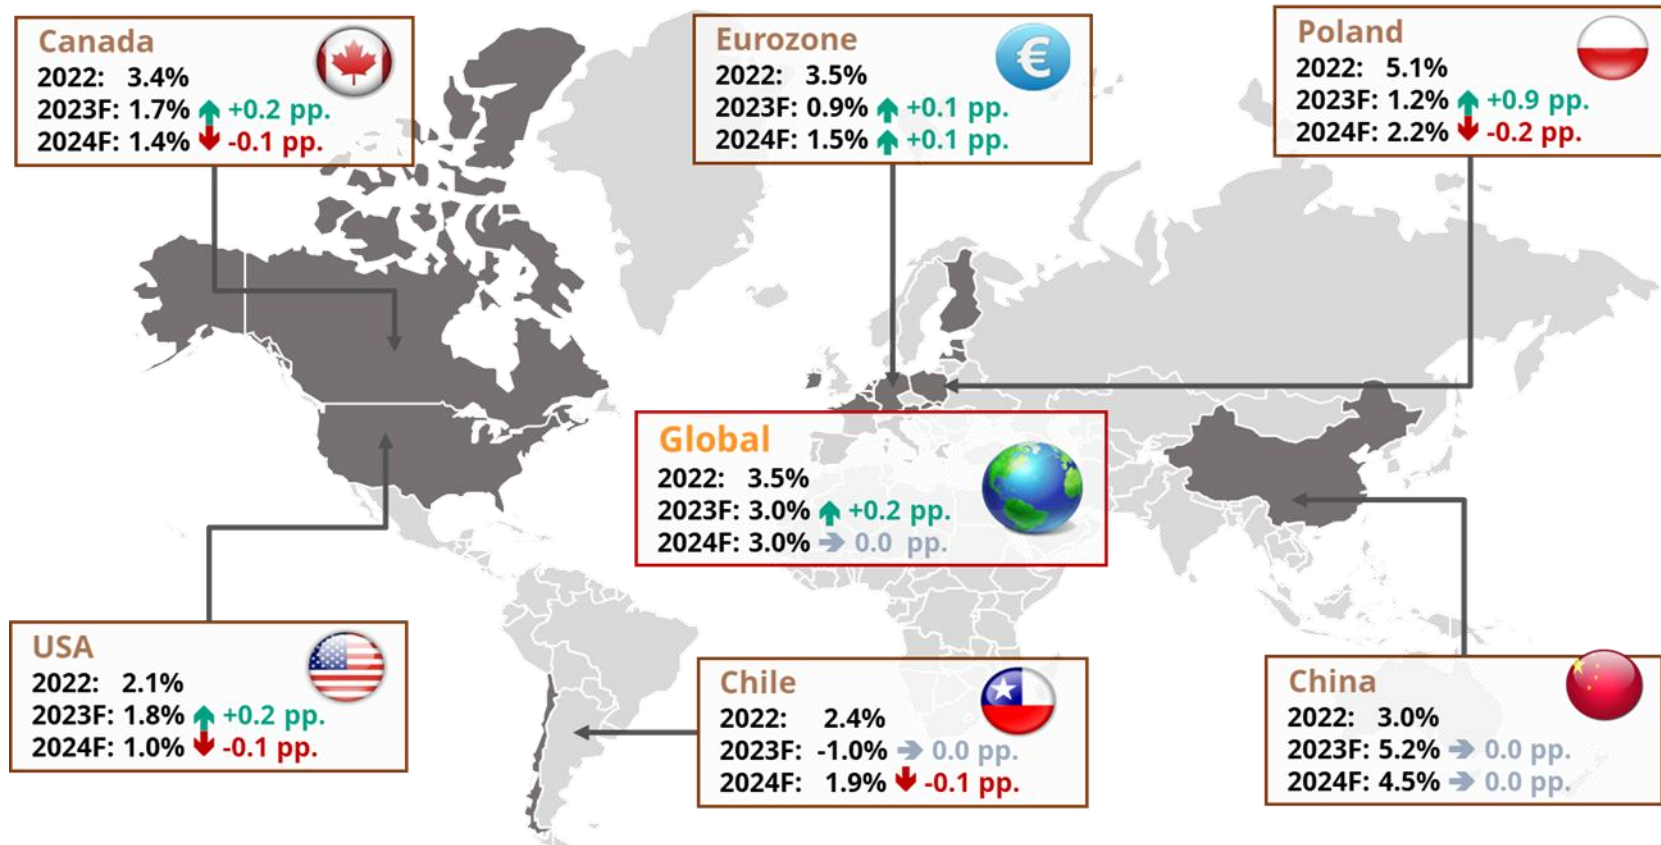 Canada
2022: 3.4%
2023F: 1.7% +0.2 pp.
2024F: 1.4% -0.1 pp.
Eurozone
€
2022: 3.5%
2023F: 0.9% +0.1 pp.
2024F: 1.5% +0.1 pp.
Poland
2022: 5.1%
2023F: 1.2% +0.9 pp.
2024F: 2.2% -0.2 pp.
Global
2022: 3.5%
2023F: 3.0% +0.2 pp.
2024F: 3.0% 0.0 pp.
USA
2022: 2.1%
2023F: 1.8% +0.2 pp.
2024F: 1.0% -0.1 pp.
Chile
2022: 2.4%
2023F: -1.0% 0.0 pp.
2024F: 1.9% -0.1 pp.
China
2022: 3.0%
2023F: 5.2% 0.0 pp.
2024F: 4.5% 0.0 pp.